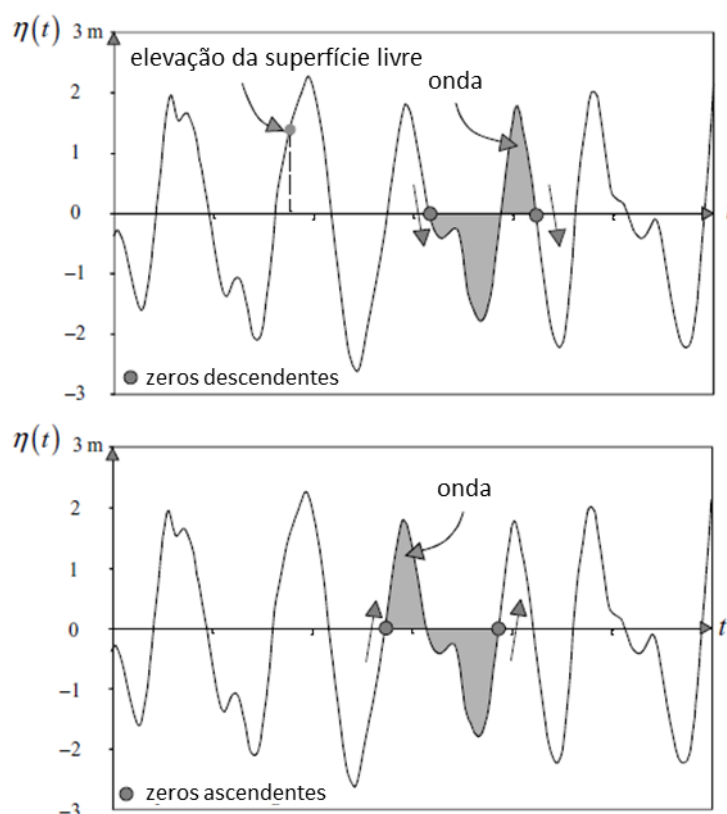 η(t) 3 m
elevação da superfície livre
onda
2
1
0
−1
−2
zeros descendentes
−3
η(t) 3 m
onda
2
1
0
t
−1
−2
zeros ascendentes
−3